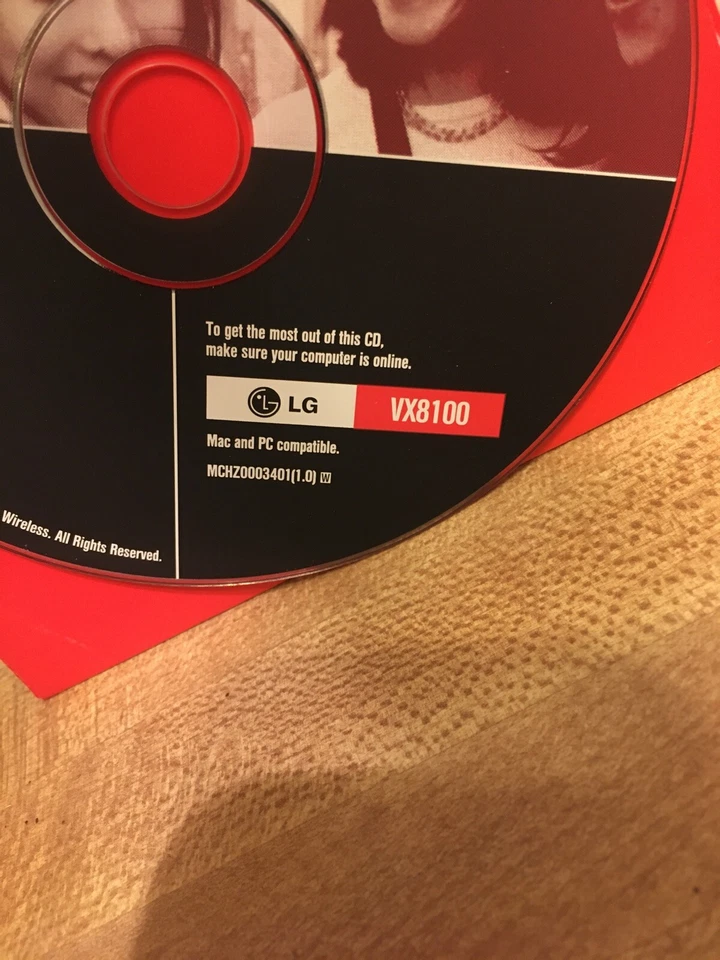 To get the most out of this CD,
make sure your computer is online.
LG VX8100
Mac and PC compatible.
MCHZ0003401(1.0) W
Wireless. All Rights Reserved.